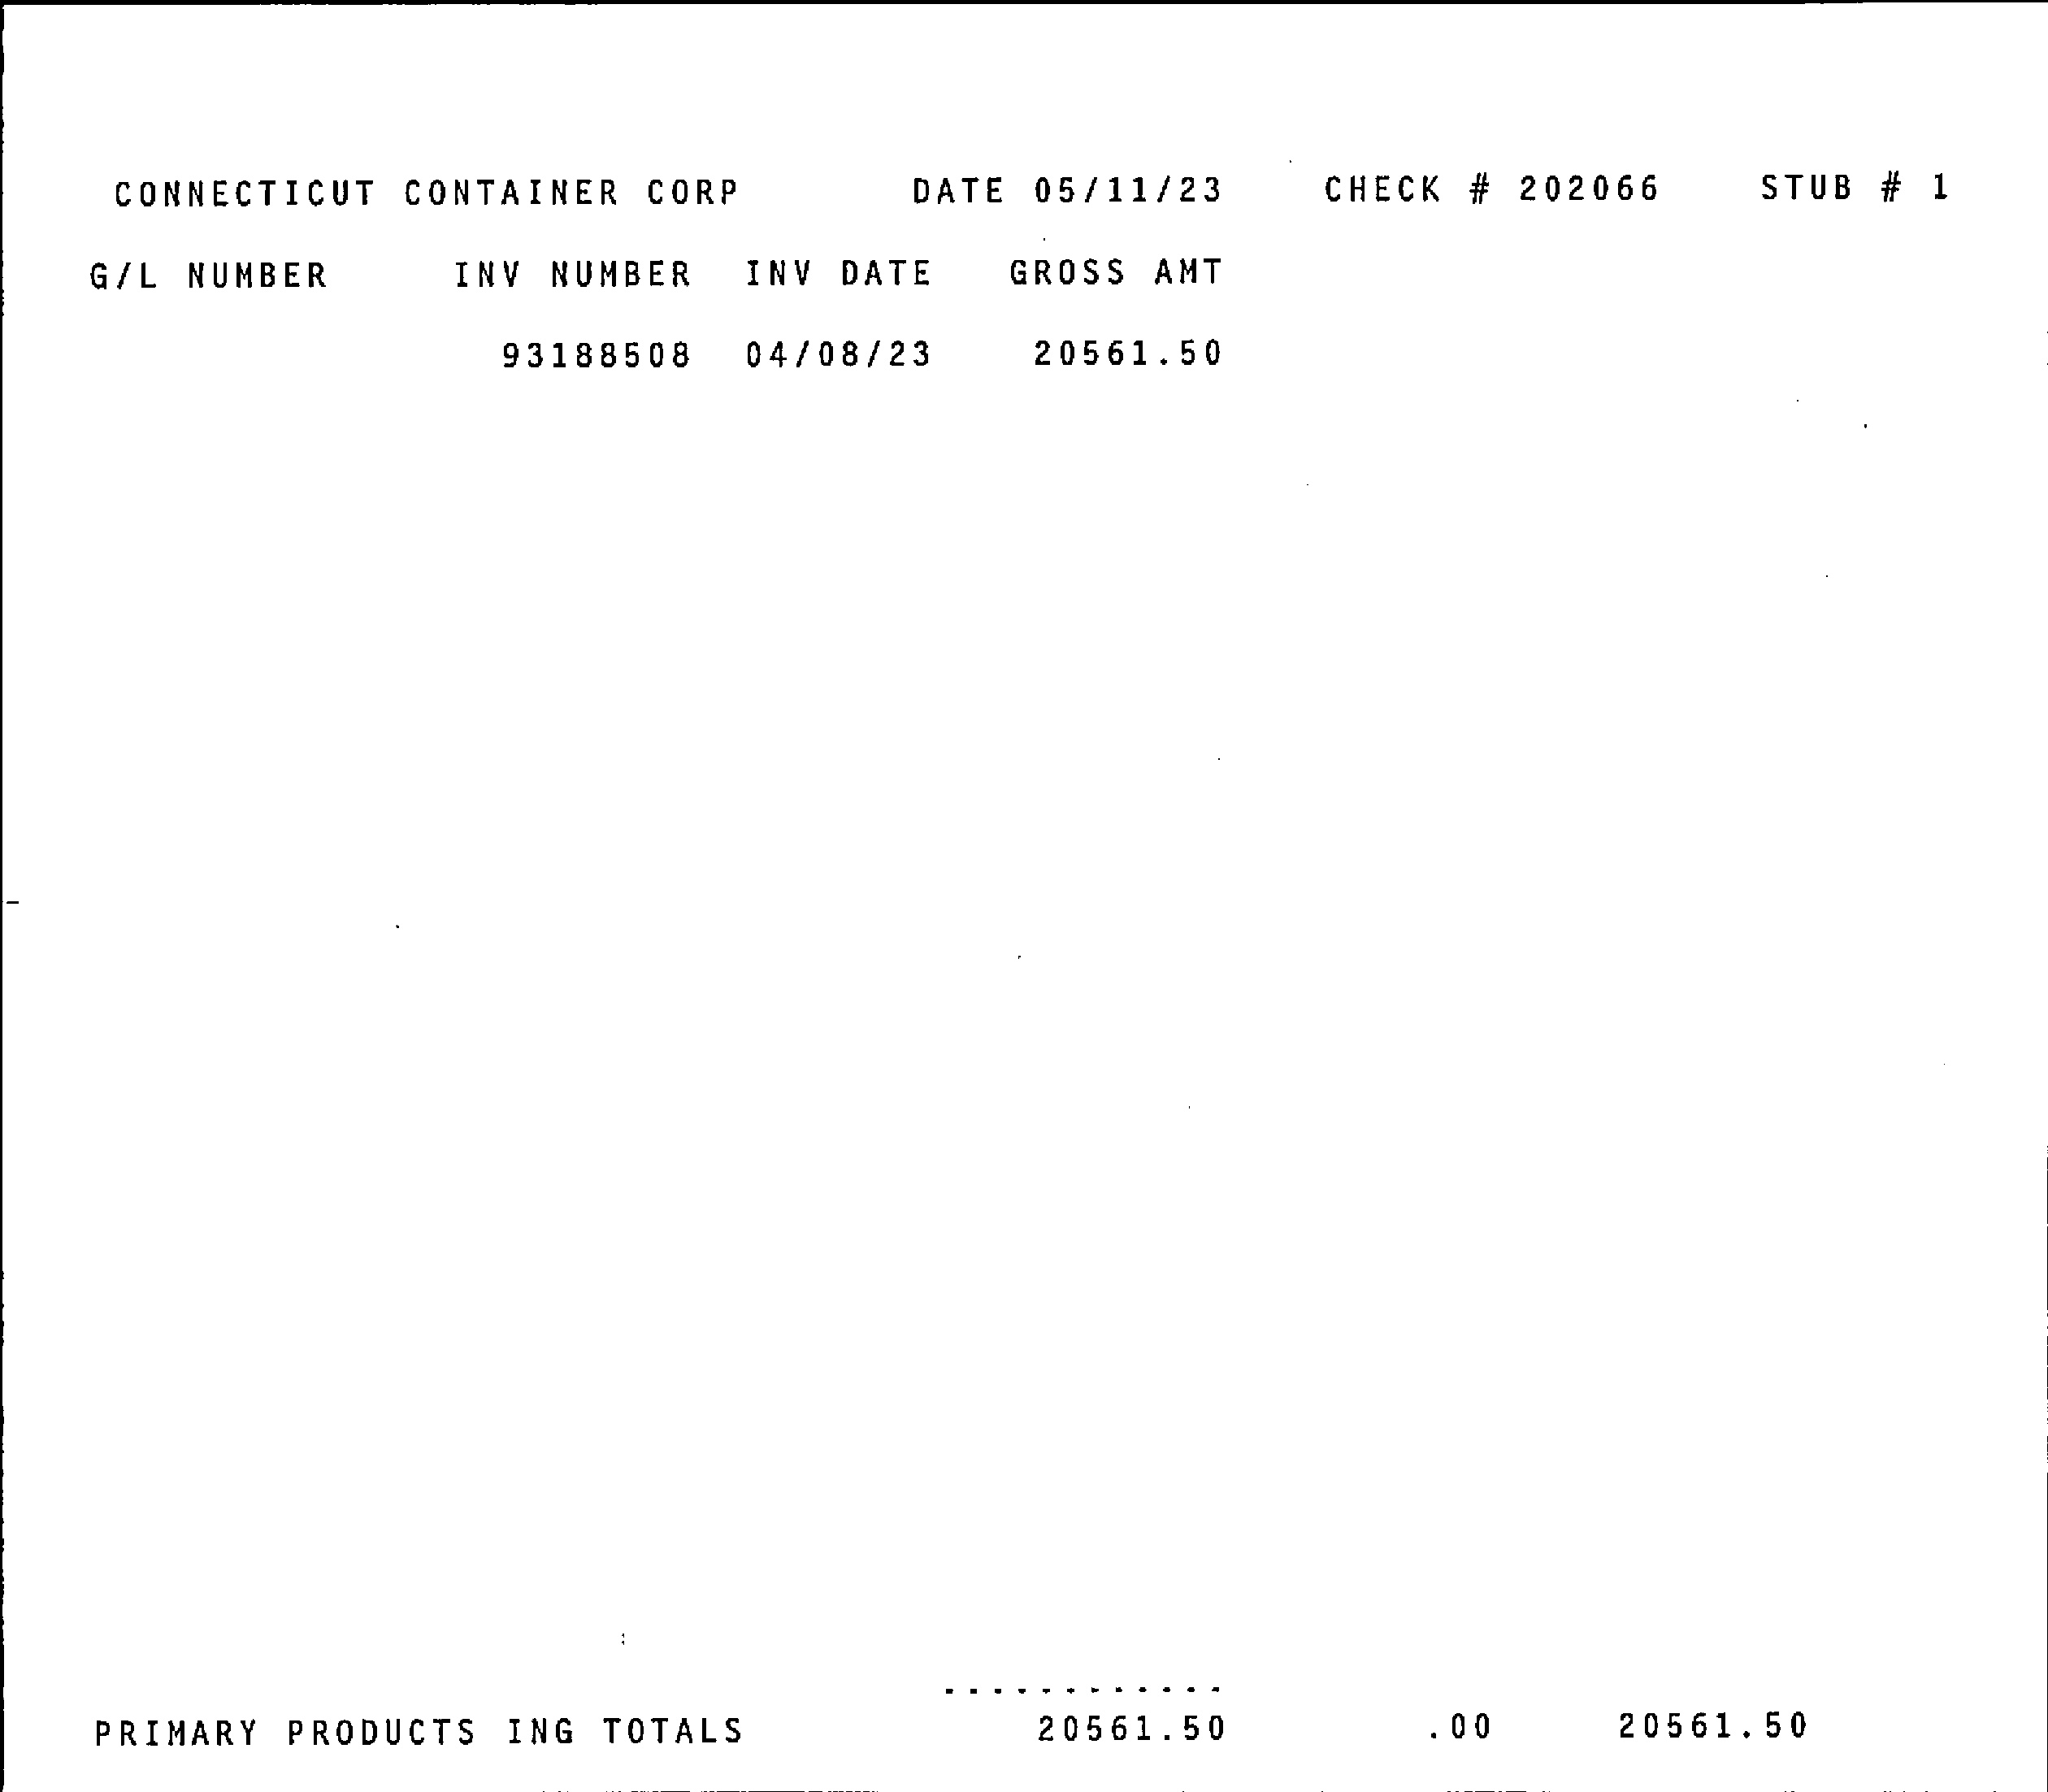 CONNECTICUT CONTAINER CORP DATE 05/11/23 CHECK # 202066 STUB # 1
G/L NUMBER INV NUMBER INV DATE GROSS AMT
93188508 04/08/23 20561.50
PRIMARY PRODUCTS ING TOTALS 20561.50 .00 20561.50